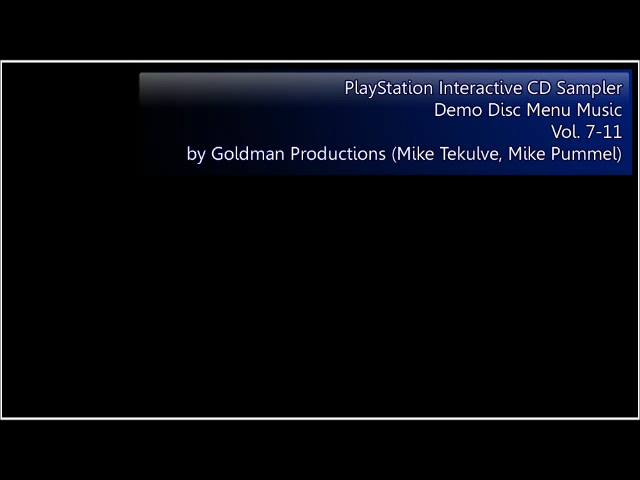 PlayStation Interactive CD Sampler
Demo Disc Menu Music
Vol. 7-11
by Goldman Productions (Mike Tekulve, Mike Pummel)